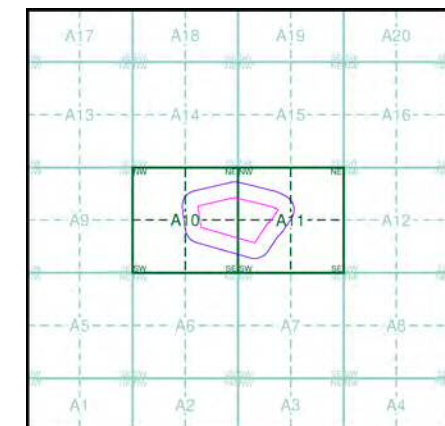 A17 A18 A19 A20
A13 A14 A15 A16
NW NE NW NE
A9 A10 A11 A12
SW SE SW SE
A5 A6 A7 A8
A1 A2 A3 A4